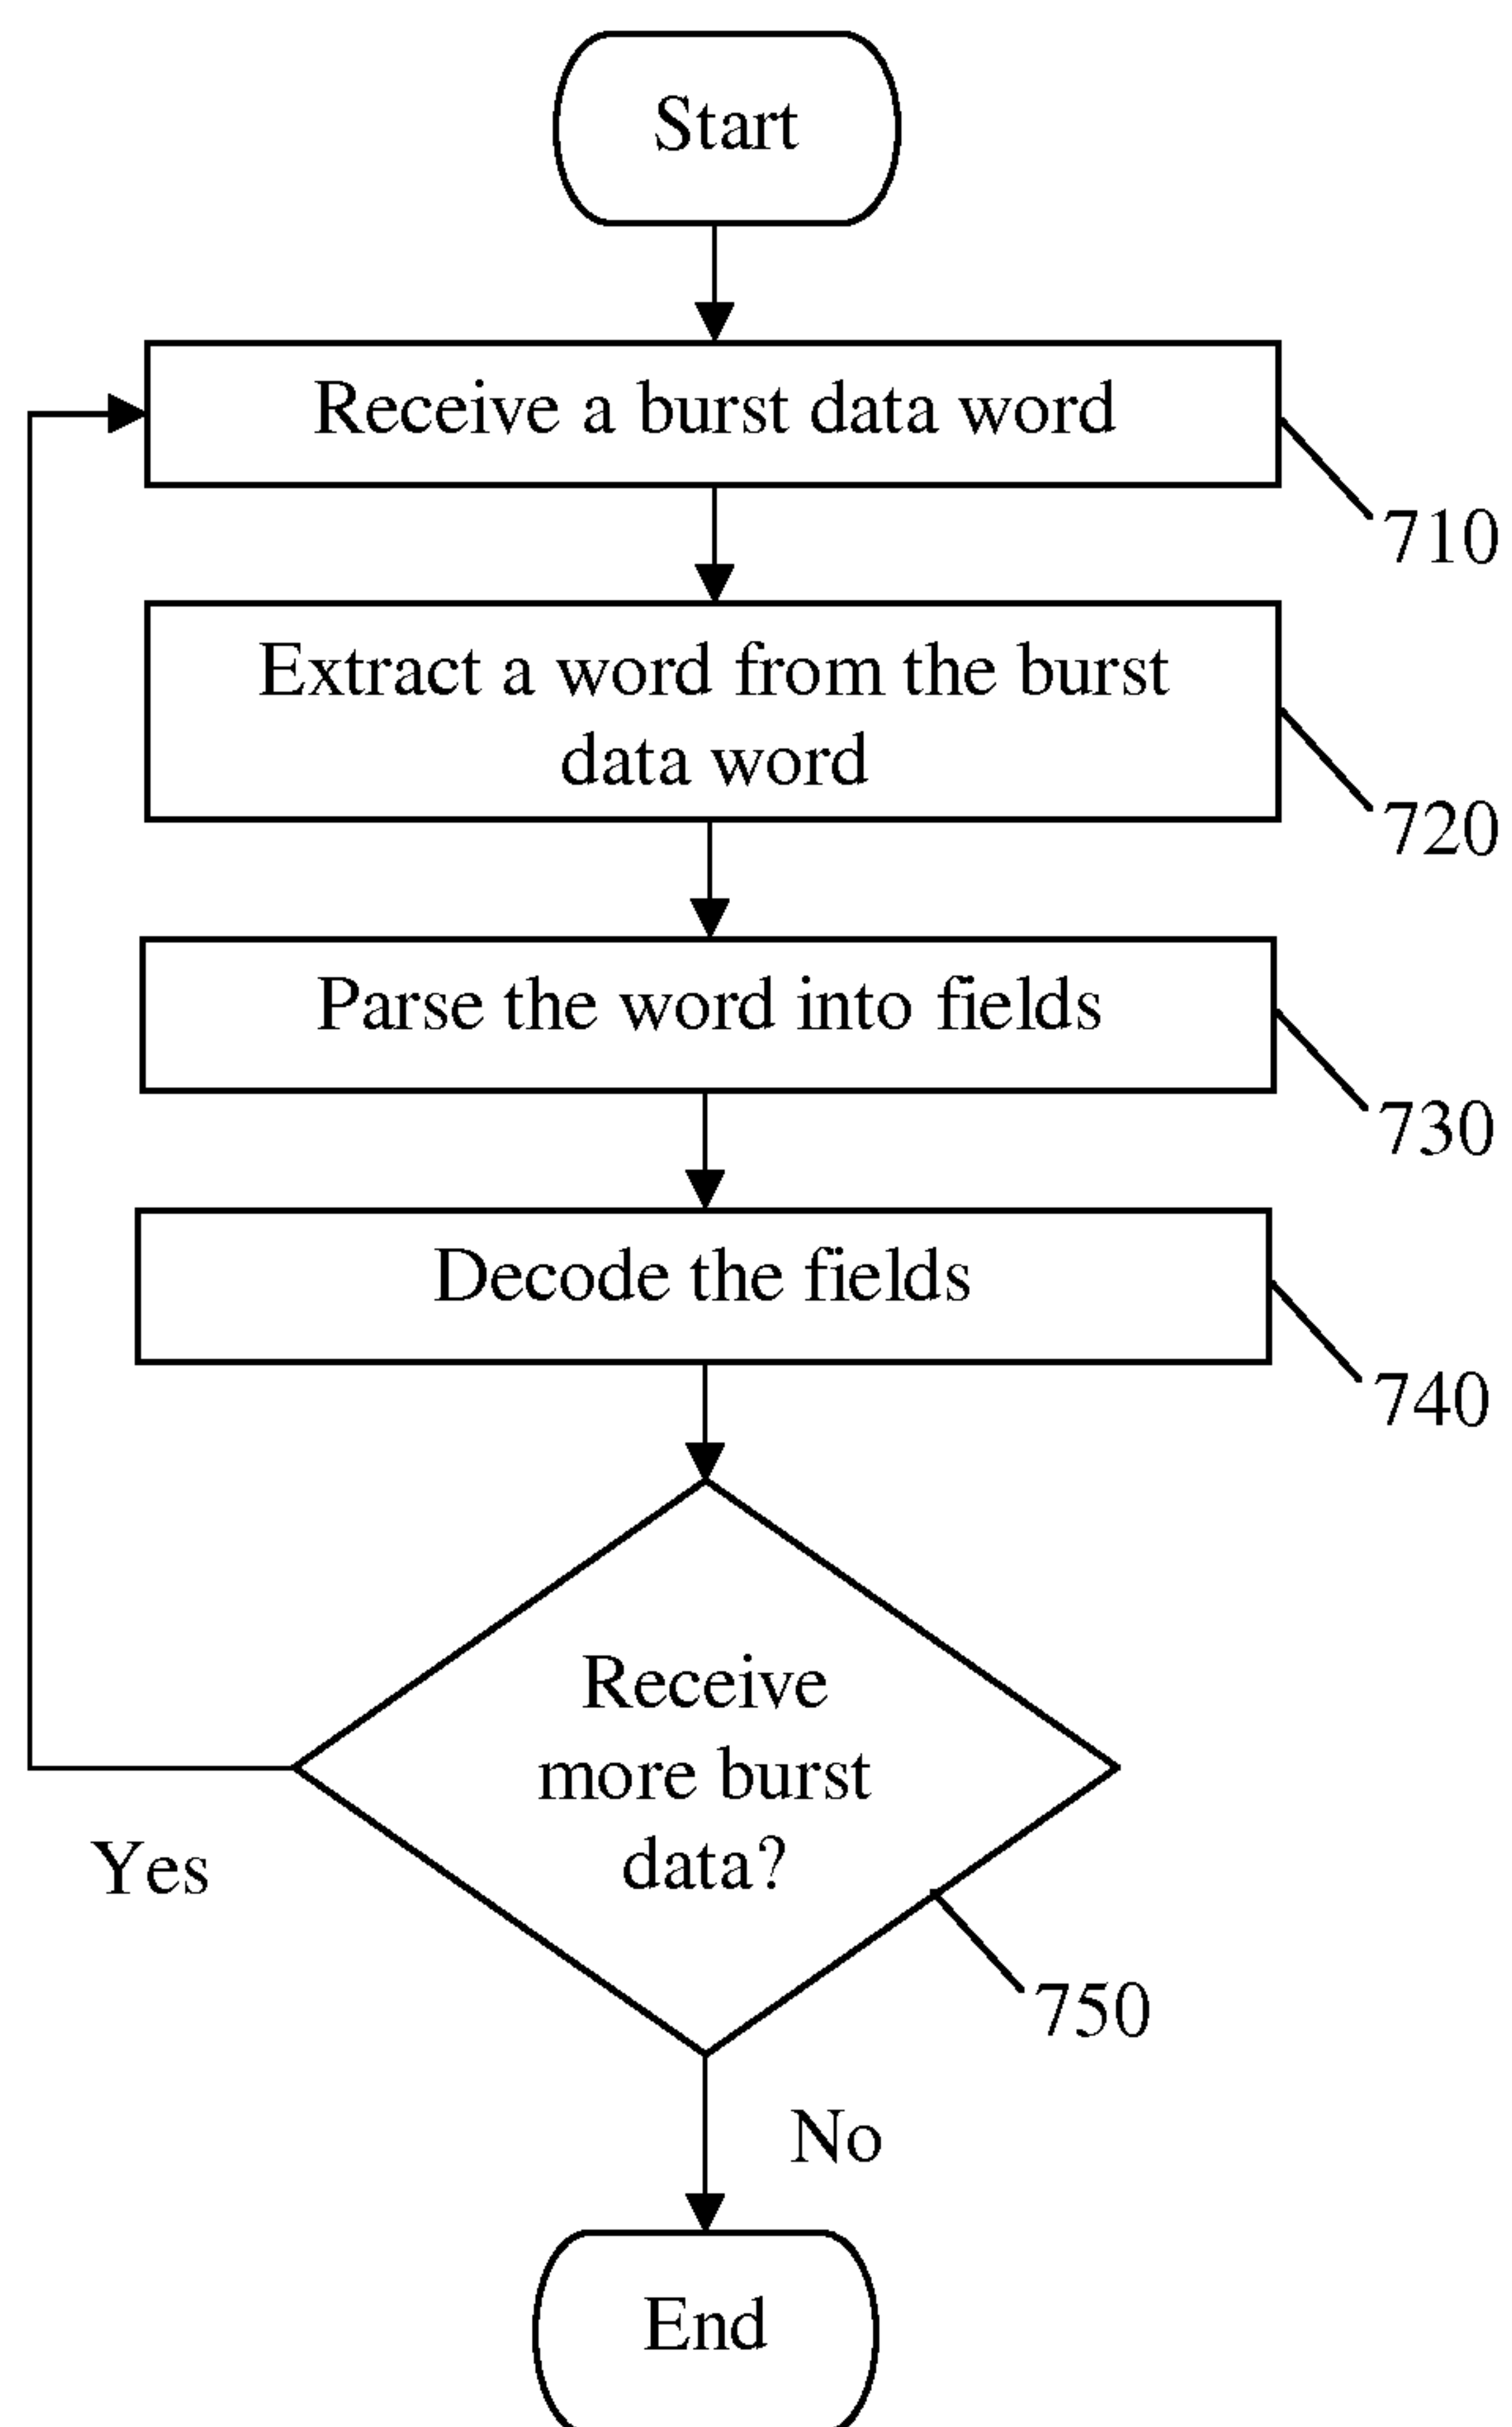 Start
Receive a burst data word
710
Extract a word from the burst
data word
720
Parse the word into fields
730
Decode the fields
740
Receive
more burst
data?
Yes
750
No
End